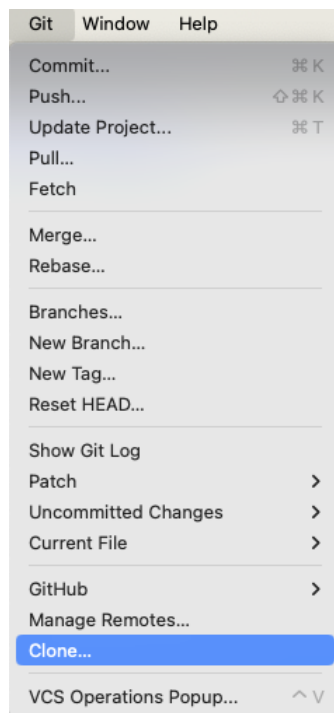 Git Window Help
Commit... ⌘ K
Push... ⇧ ⌘ K
Update Project... ⌘ T
Pull...
Fetch
Merge...
Rebase...
Branches...
New Branch...
New Tag...
Reset HEAD...
Show Git Log
Patch
Uncommitted Changes
Current File
GitHub
Manage Remotes...
Clone...
VCS Operations Popup... ^ V